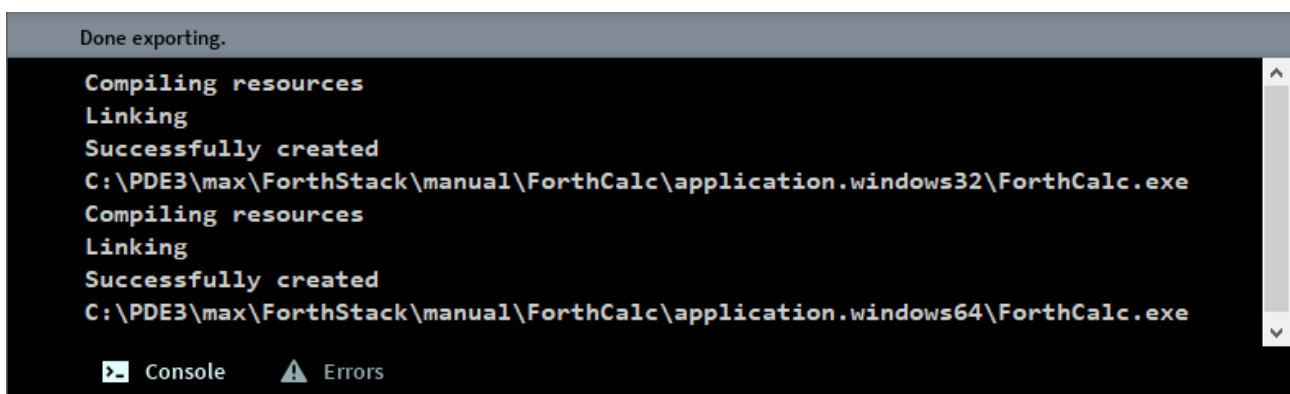 Done exporting.
Compiling resources
Linking
Successfully created
C:\PDE3\max\ForthStack\manual\ForthCalc\application.windows32\ForthCalc.exe
Compiling resources
Linking
Successfully created
C:\PDE3\max\ForthStack\manual\ForthCalc\application.windows64\ForthCalc.exe
Console Errors